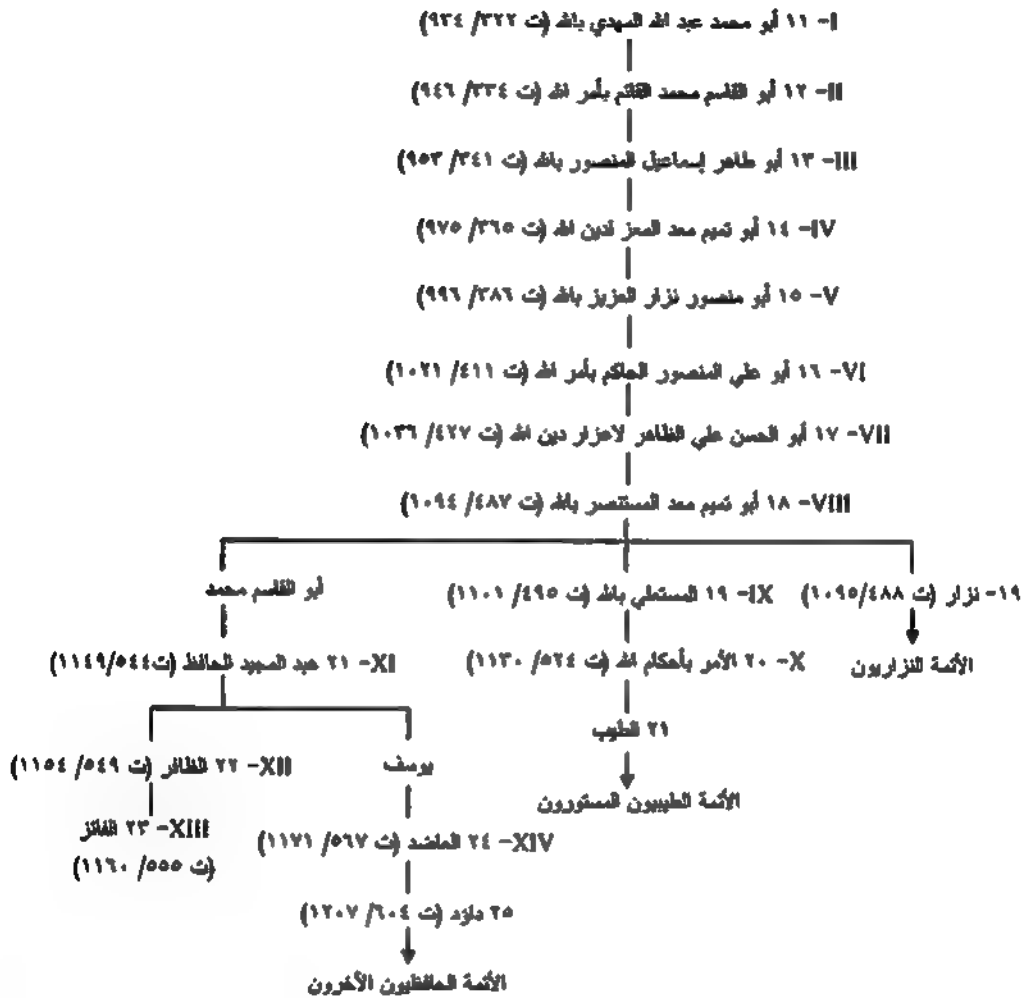 I- ١١ أبو محمد عبد الله المهدي بالله (ت ٣٢٢/ ٩٣٤)
II- ١٢ أبو القاسم محمد القائم بأمر الله (ت ٣٣٤/ ٩٤٦)
III- ١٣ أبو طاهر إسماعيل المنصور بالله (ت ٣٤١/ ٩٥٣)
IV- ١٤ أبو تميم معد المعز لدين الله (ت ٣٦٥/ ٩٧٥)
V- ١٥ أبو منصور نزار العزيز بالله (ت ٣٨٦/ ٩٩٦)
VI- ١٦ أبو علي المنصور الحاكم بأمر الله (ت ٤١١/ ١٠٢١)
VII- ١٧ أبو الحسن علي الظاهر لاعزار دين الله (ت ٤٢٧/ ١٠٣٦)
VIII- ١٨ أبو تميم معد المستنصر بالله (ت ٤٨٧/ ١٠٩٤)
١٩- نزار (ت ٤٨٨/١٠٩٥)
IX- ١٩ المستعلي بالله (ت ٤٩٥/ ١١٠١)
أبو القاسم محمد
الأئمة النزاريون
X- ٢٠ الأمر بأحكام الله (ت ٥٢٤/ ١١٣٠)
XI- ٢١ عبد المجيد الحافظ (ت٥٤٤/١١٤٩)
٢١ الطيب
يوسف
XII- ٢٢ الظافر (ت ٥٤٩/ ١١٥٤)
الأئمة الطيبيون المستورون
XIII- ٢٣ الفائز
(ت ٥٥٥/ ١١٦٠)
XIV- ٢٤ العاضد (ت ٥٦٧/ ١١٧١)
٢٥ داؤد (ت ٦٠٤/ ١٢٠٧)
الأئمة الحافظيون الأخرون